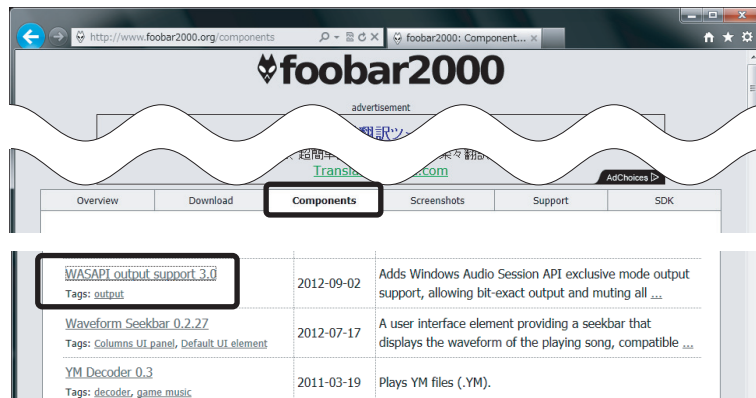 http://www.foobar2000.org/components
foobar2000: Component...
foobar2000
advertisement
翻訳ツー
超簡単
々翻訳
Transla
.com
AdChoices
Overview
Download
Components
Screenshots
Support
SDK
WASAPI output support 3.0
Tags: output
2012-09-02
Adds Windows Audio Session API exclusive mode output
support, allowing bit-exact output and muting all ...
Waveform Seekbar 0.2.27
Tags: Columns UI panel, Default UI element
2012-07-17
A user interface element providing a seekbar that
displays the waveform of the playing song, compatible ...
YM Decoder 0.3
Tags: decoder, game music
2011-03-19
Plays YM files (.YM).